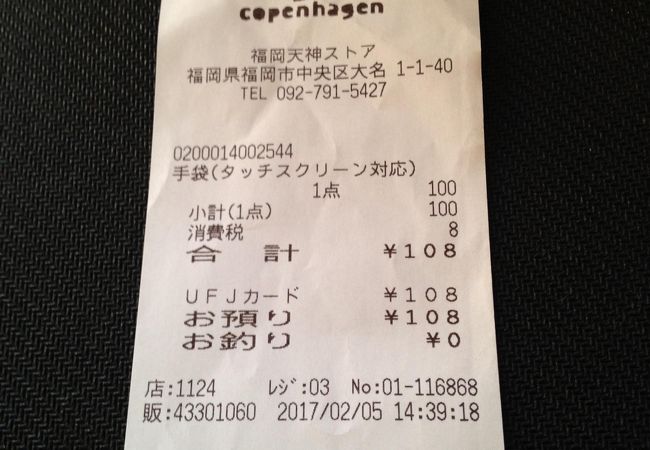 copenhagen
福岡天神ストア
福岡県福岡市中央区大名 1-1-40
TEL 092-791-5427
0200014002544
手袋(タッチスクリーン対応)
1点 100
小計(1点) 100
消費税 8
合 計 ¥108
UFJカード ¥108
お預り ¥108
お釣り ¥0
店:1124 ﾚｼﾞ:03 No:01-116868
販:43301060 2017/02/05 14:39:18